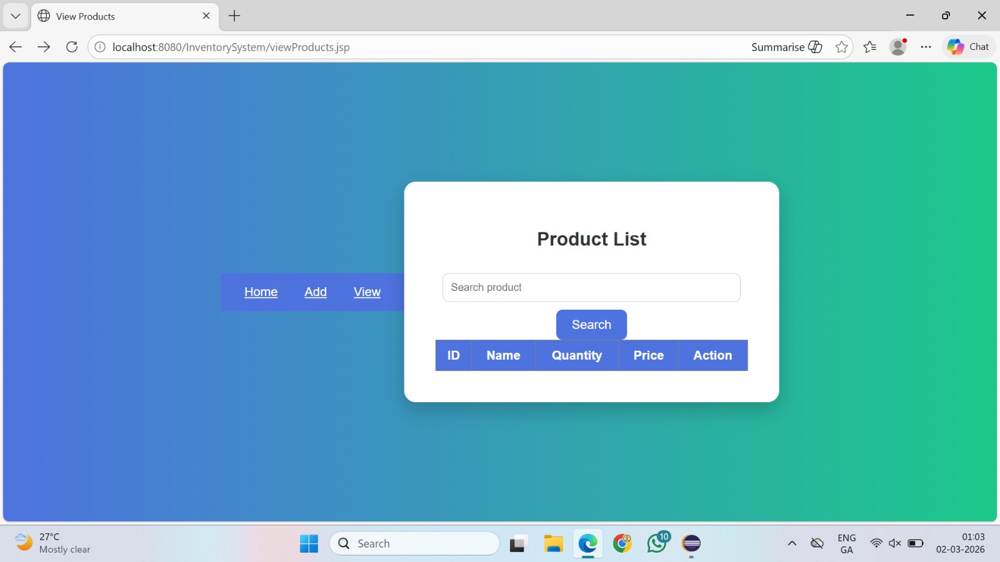 View Products
localhost:8080/InventorySystem/viewProducts.jsp
Summarise
Chat
Product List
Home Add View
Search product
Search
ID Name Quantity Price Action
27°C
Mostly clear
Search
10
ENG
GA
01:03
02-03-2026